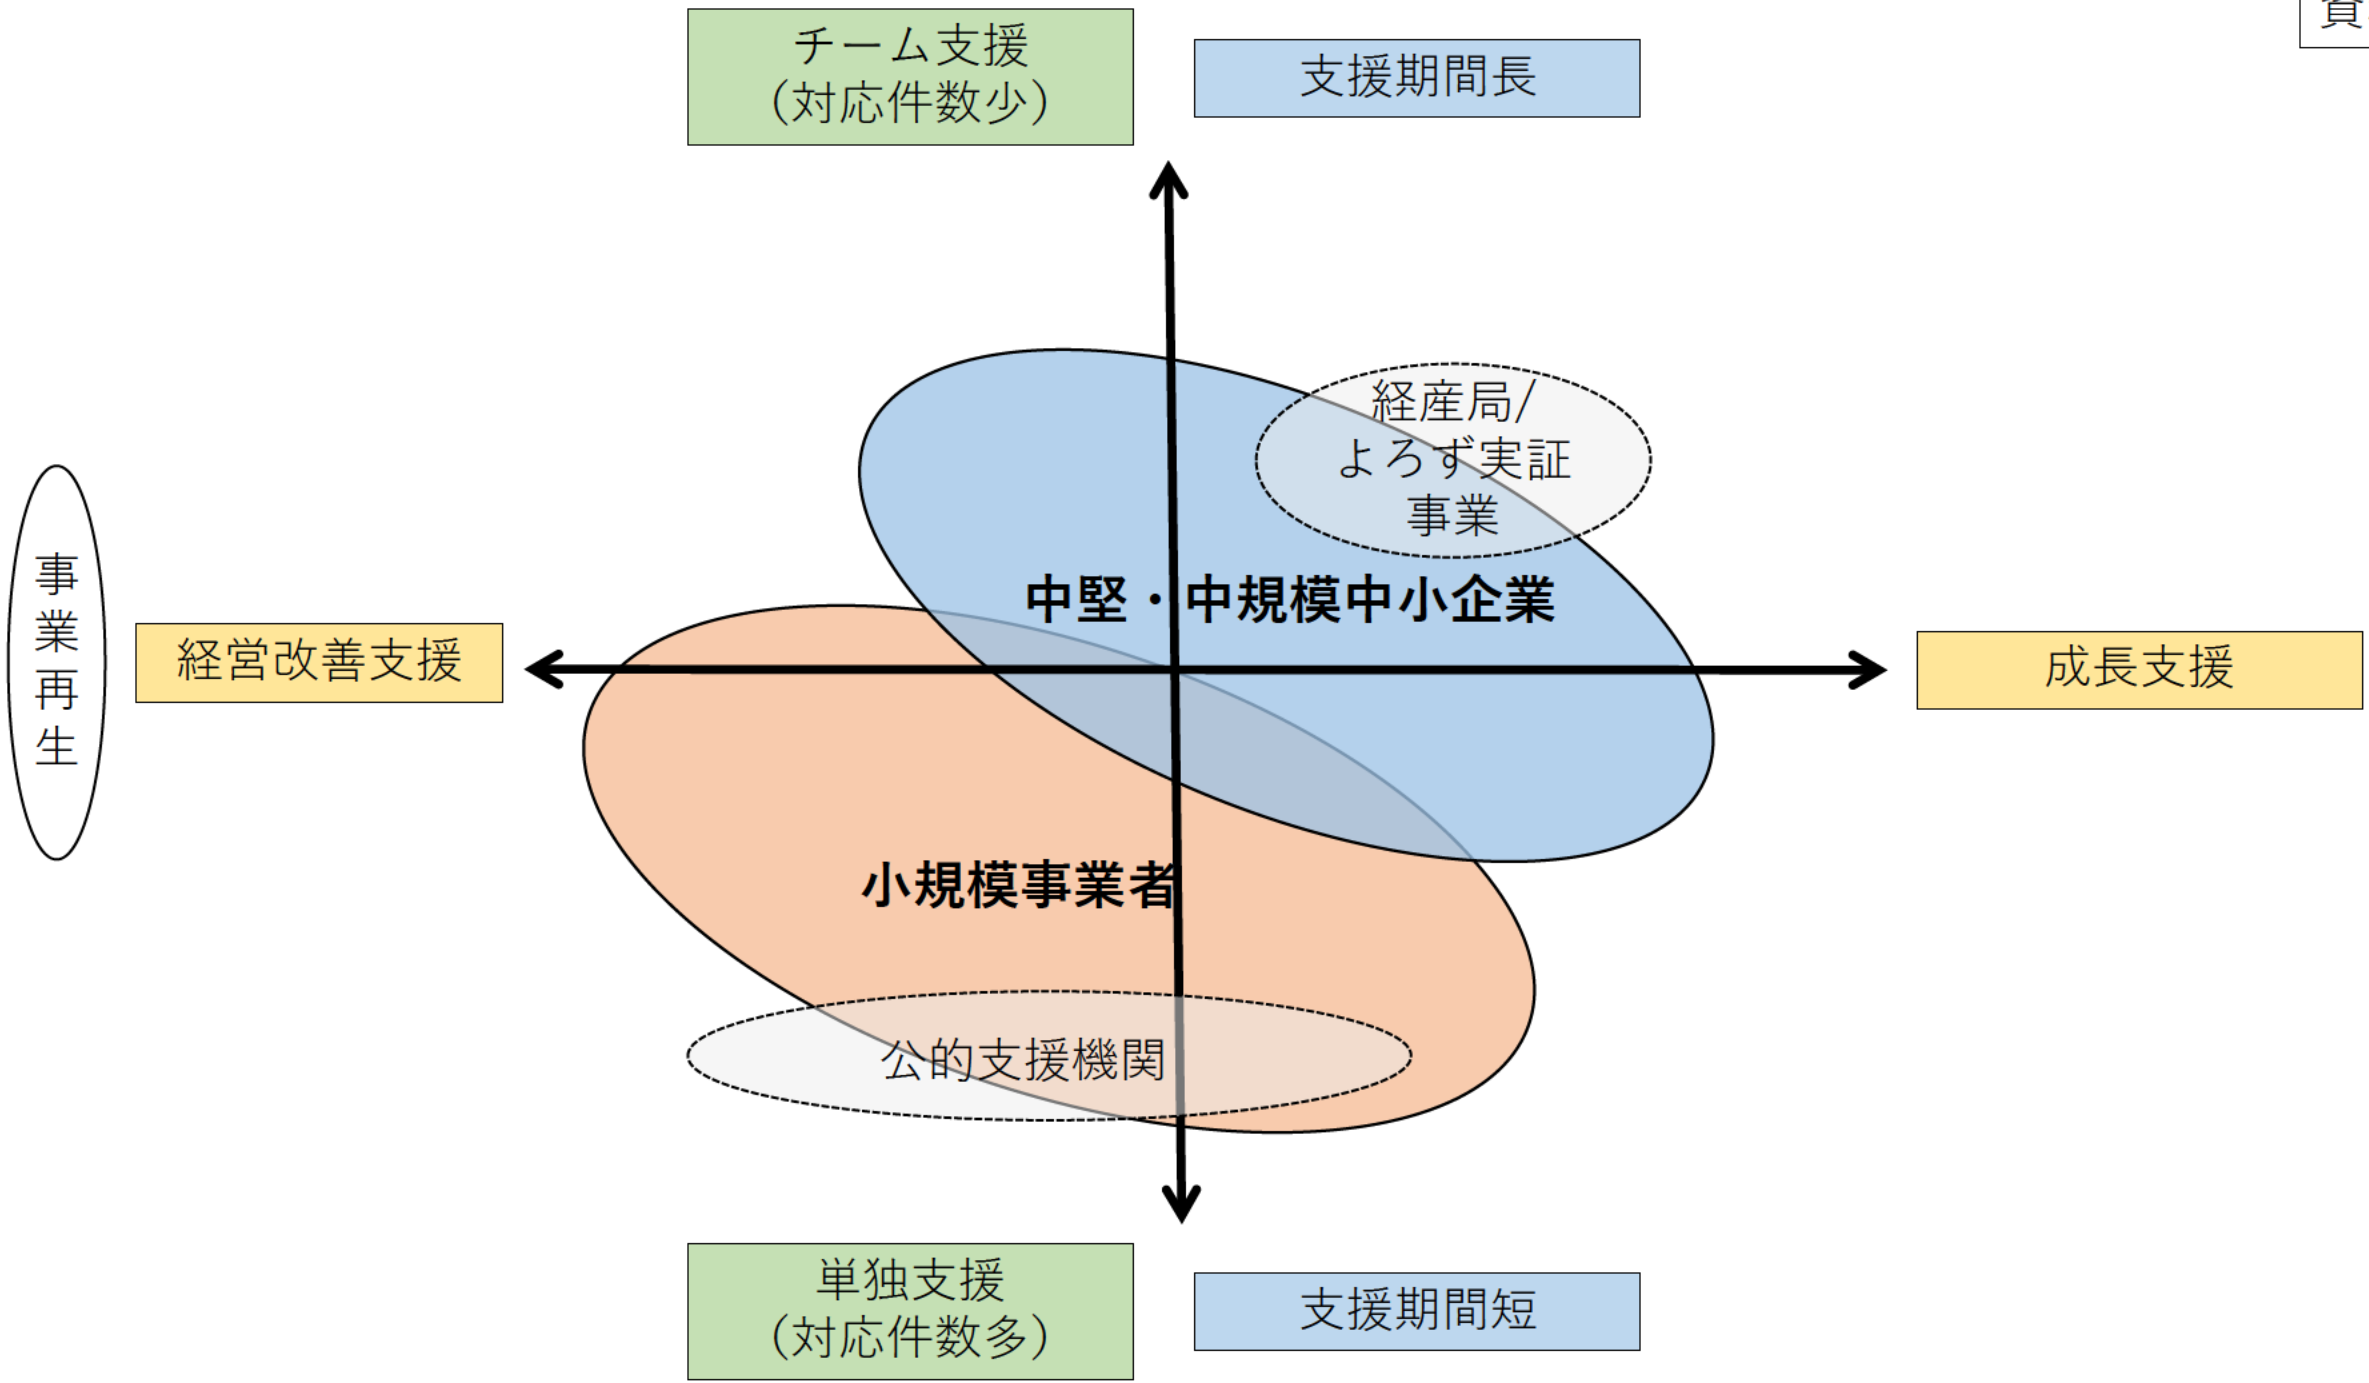 チーム支援
（対応件数少）
支援期間長
経産局/
よろず実証
事業
中堅・中規模中小企業
事業再生
経営改善支援
成長支援
小規模事業者
公的支援機関
単独支援
（対応件数多）
支援期間短